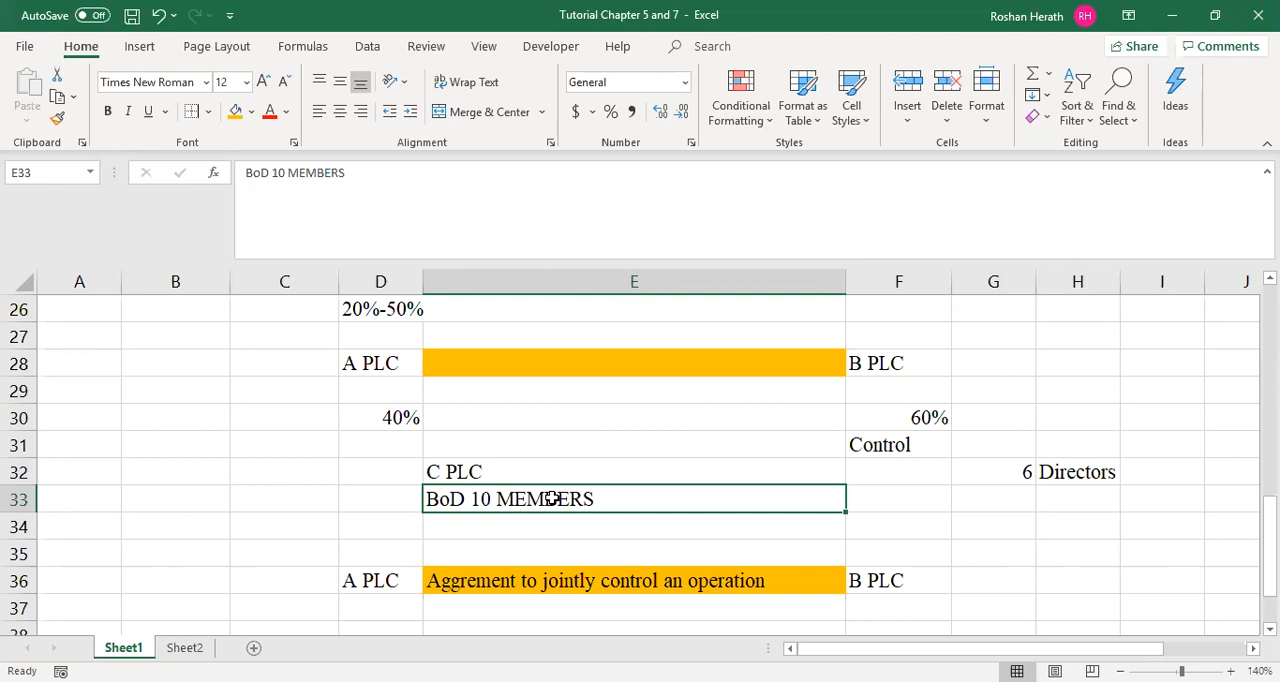 AutoSave Off
Tutorial Chapter 5 and 7 - Excel
Roshan Herath RH
File Home Insert Page Layout Formulas Data Review View Developer Help Search Share Comments
Times New Roman 12 Wrap Text General
Paste B I U Merge & Center $ % Conditional Formatting Format as Table Cell Styles Insert Delete Format Sort & Filter Find & Select Ideas
Clipboard Font Alignment Number Styles Cells Editing Ideas
E33 fx BoD 10 MEMBERS
A B C D E F G H I J
26 20%-50%
27
28 A PLC B PLC
29
30 40% 60%
31 Control
32 C PLC 6 Directors
33 BoD 10 MEMBERS
34
35
36 A PLC Aggrement to jointly control an operation B PLC
37
38
Sheet1 Sheet2
Ready 140%